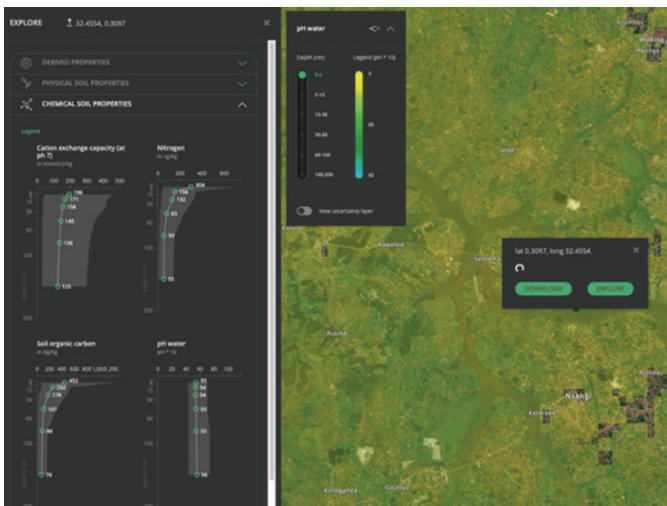 EXPLORE
32.4554, 0.3097
DERIVED PROPERTIES
PHYSICAL SOIL PROPERTIES
CHEMICAL SOIL PROPERTIES
Legend
Cation exchange capacity (at
ph 7)
in mmol(c)/kg
0 100 200 300 400 500
196
171
156
145
136
125
200
Nitrogen
in cg/kg
0 200 400 600
304
156
132
83
59
55
200
Soil organic carbon
in dg/kg
0 200 400 600 800 1,000 1,200
452
250
176
107
86
76
pH water
pH * 10
0 20 40 60 80 100
55
54
54
55
55
56
pH water
Depth (cm)
0-5
5-15
15-30
30-60
60-100
100-200
Legend (pH * 10)
View uncertainty layer
lat 0.3097, long 32.4554
DOWNLOAD
EXPLORE
Nsangi
Katereke